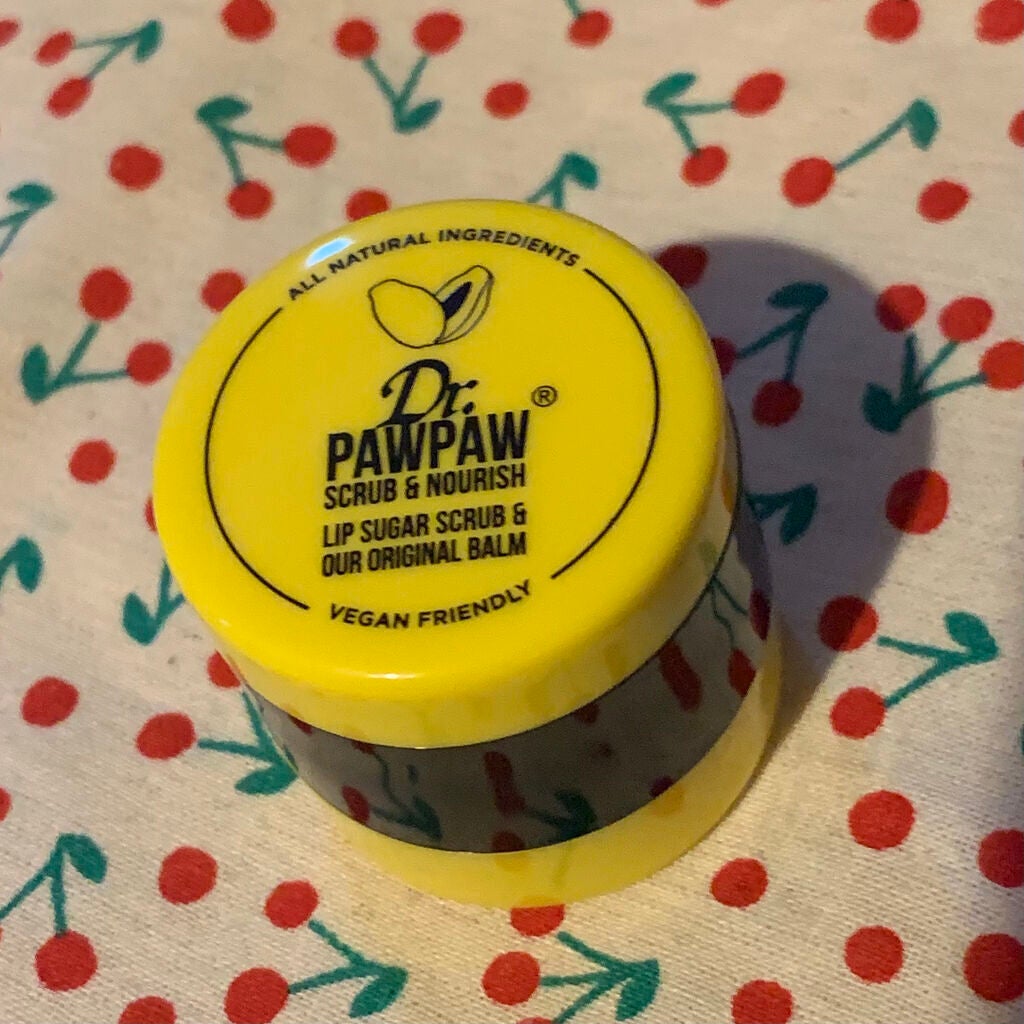 ALL NATURAL INGREDIENTS
Dr.
PAWPAW®
SCRUB & NOURISH
LIP SUGAR SCRUB &
OUR ORIGINAL BALM
VEGAN FRIENDLY